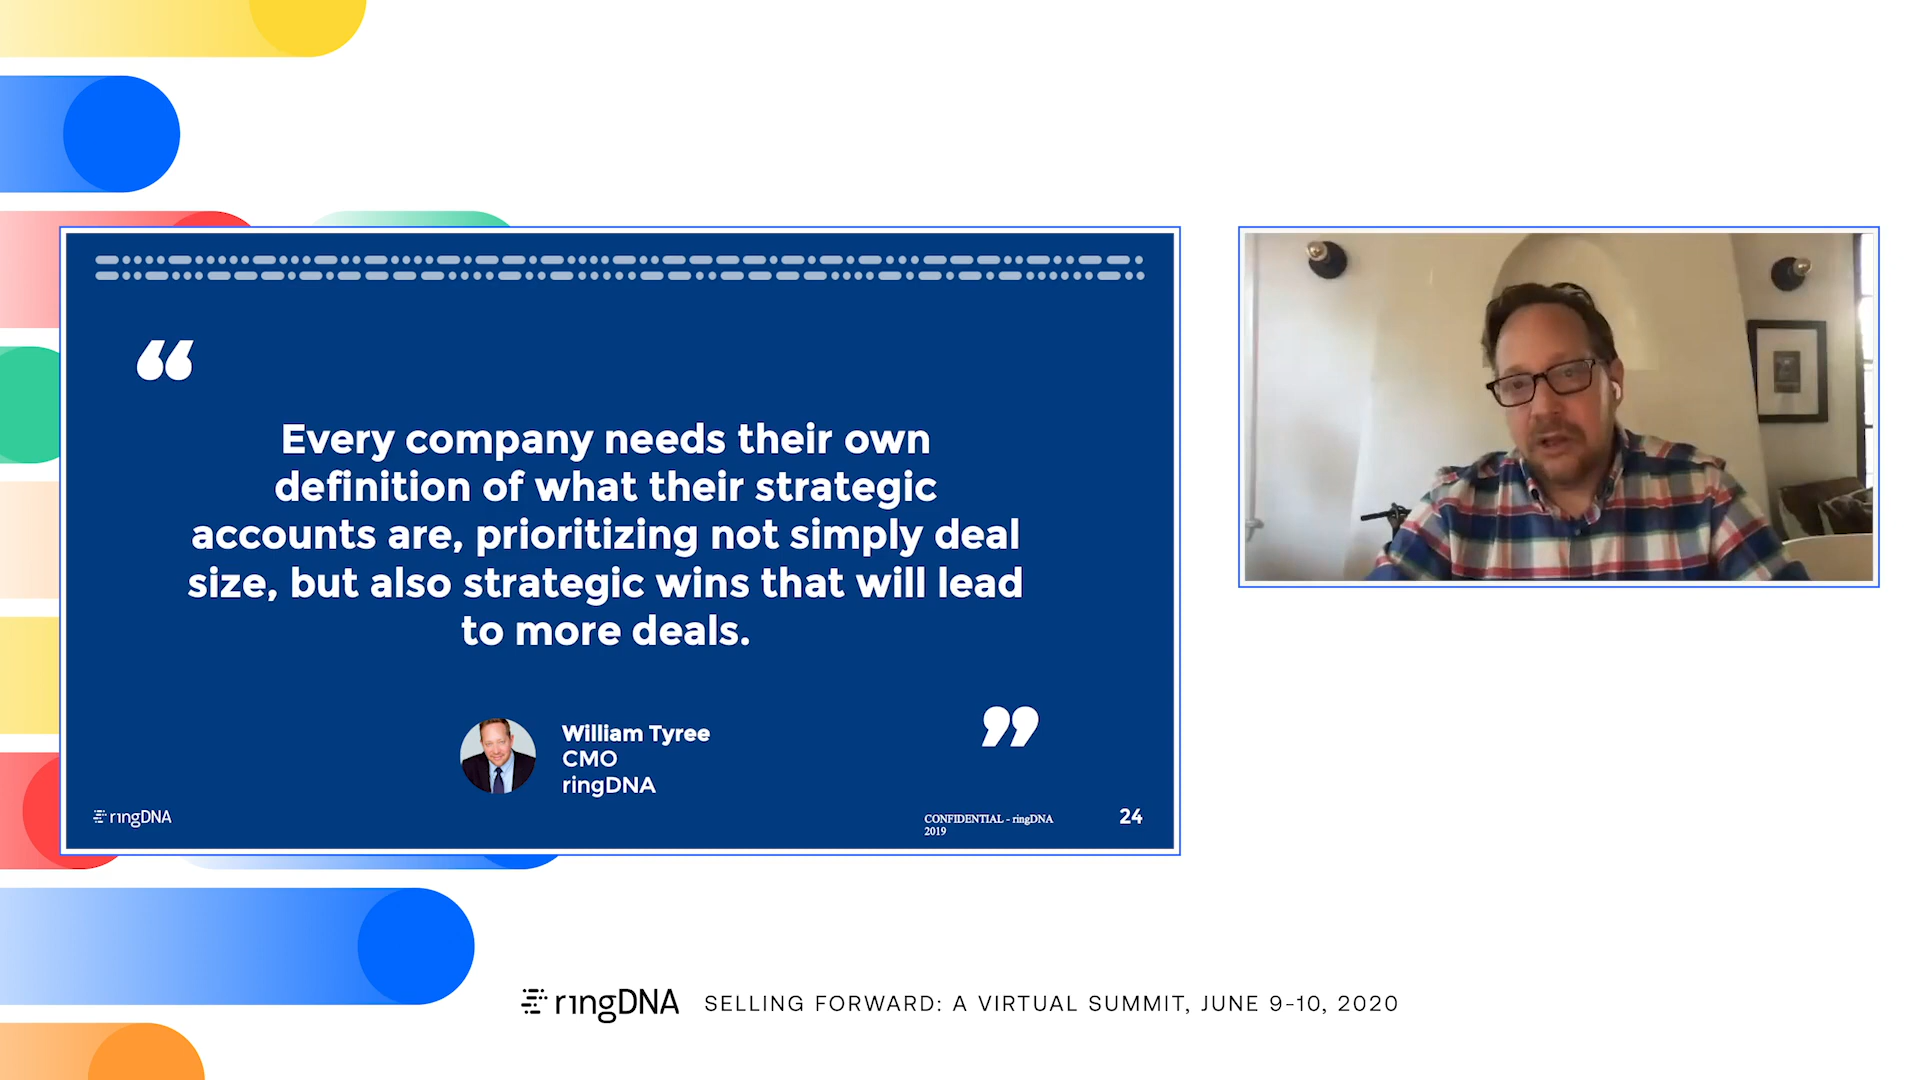 “
Every company needs their own
definition of what their strategic
accounts are, prioritizing not simply deal
size, but also strategic wins that will lead
to more deals.
”
William Tyree
CMO
ringDNA
ringDNA
CONFIDENTIAL - ringDNA
2019
24
ringDNA SELLING FORWARD: A VIRTUAL SUMMIT, JUNE 9-10, 2020